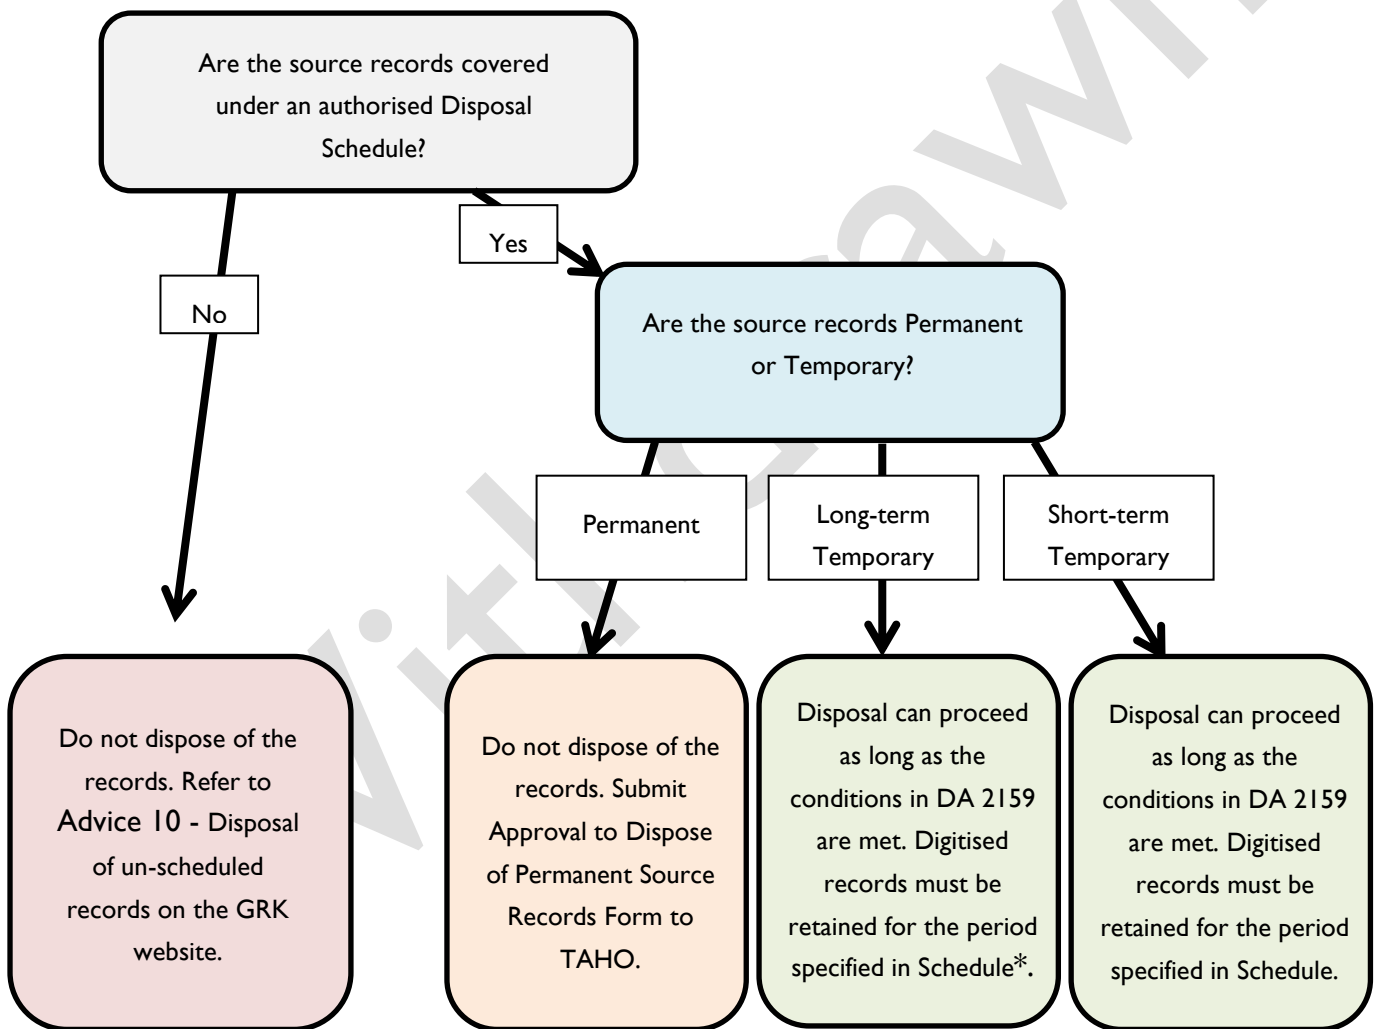 Are the source records covered
under an authorised Disposal
Schedule?
Yes
No
Are the source records Permanent
or Temporary?
Permanent
Long-term
Temporary
Short-term
Temporary
Do not dispose of the
records. Refer to
Advice 10 - Disposal
of un-scheduled
records on the GRK
website.
Do not dispose of the
records. Submit
Approval to Dispose
of Permanent Source
Records Form to
TAHO.
Disposal can proceed
as long as the
conditions in DA 2159
are met. Digitised
records must be
retained for the period
specified in Schedule*.
Disposal can proceed
as long as the
conditions in DA 2159
are met. Digitised
records must be
retained for the period
specified in Schedule.